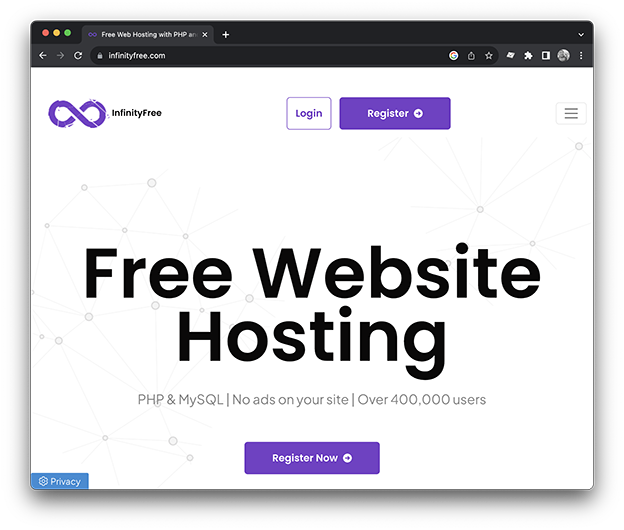 Free Web Hosting with PHP an
infinityfree.com
InfinityFree
Login
Register
Free Website
Hosting
PHP & MySQL | No ads on your site | Over 400,000 users
Register Now
Privacy